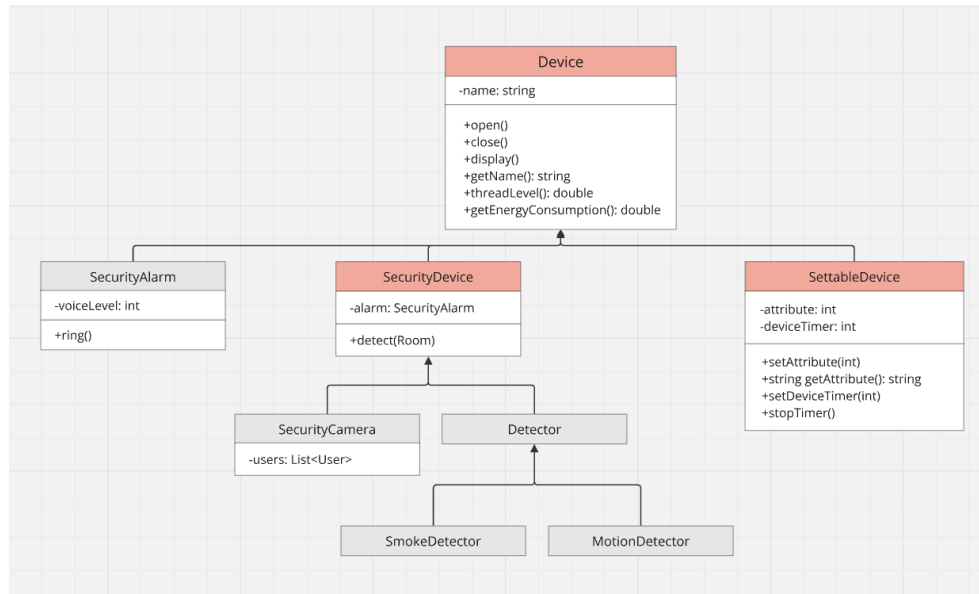 Device
-name: string
+open()
+close()
+display()
+getName(): string
+threadLevel(): double
+getEnergyConsumption(): double
SecurityAlarm
-voiceLevel: int
+ring()
SecurityDevice
-alarm: SecurityAlarm
+detect(Room)
SettableDevice
-attribute: int
-deviceTimer: int
+setAttribute(int)
+string getAttribute(): string
+setDeviceTimer(int)
+stopTimer()
SecurityCamera
-users: List<User>
Detector
SmokeDetector
MotionDetector